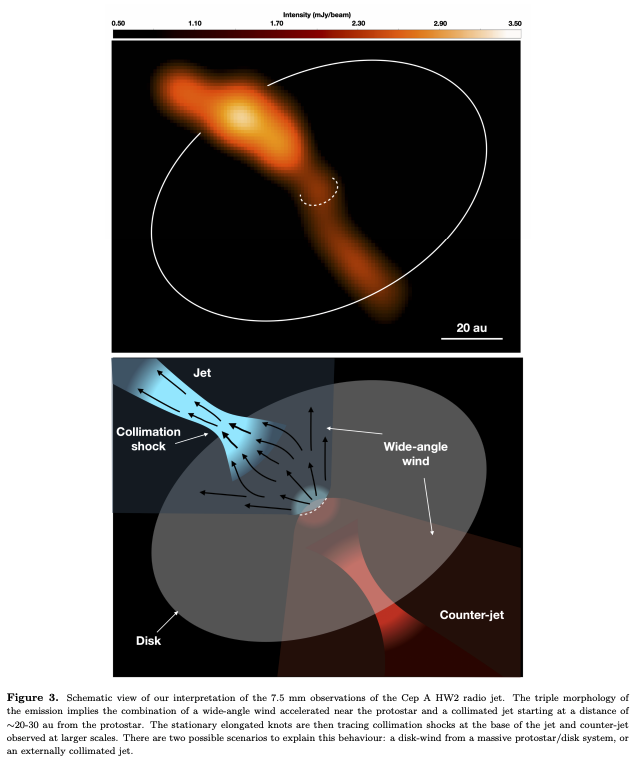 Intensity (mJy/beam)
0.50 1.10 1.70 2.30 2.90 3.50
20 au
Jet
Collimation
shock
Wide-angle
wind
Counter-jet
Disk
Figure 3. Schematic view of our interpretation of the 7.5 mm observations of the Cep A HW2 radio jet. The triple morphology of
the emission implies the combination of a wide-angle wind accelerated near the protostar and a collimated jet starting at a distance of
∼20-30 au from the protostar. The stationary elongated knots are then tracing collimation shocks at the base of the jet and counter-jet
observed at larger scales. There are two possible scenarios to explain this behaviour: a disk-wind from a massive protostar/disk system, or
an externally collimated jet.